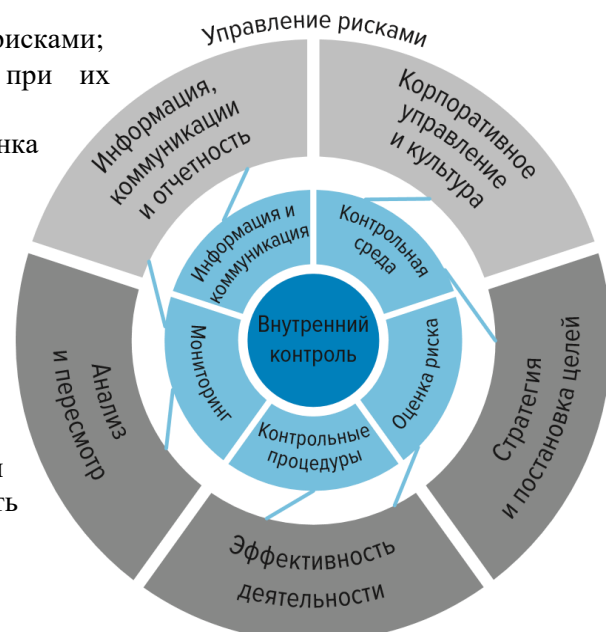 рисками;
при их
нка
ть
Управление рисками
Информация,
коммуникации
и отчетность
Корпоративное
управление
и культура
Информация и
коммуникация
Контрольная
среда
Внутренний
контроль
Мониторинг
Оценка риска
Контрольные
процедуры
Анализ
и пересмотр
Стратегия
и постановка целей
Эффективность
деятельности